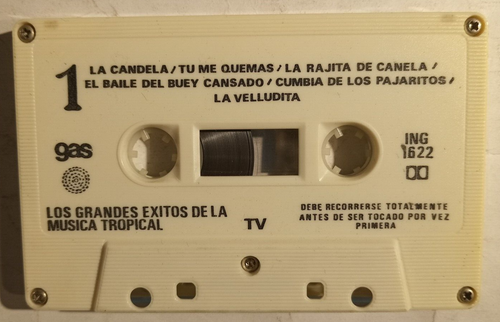 1
LA CANDELA / TU ME QUEMAS / LA RAJITA DE CANELA /
EL BAILE DEL BUEY CANSADO / CUMBIA DE LOS PAJARITOS /
LA VELLUDITA
gas
ING
1622
LOS GRANDES EXITOS DE LA
MUSICA TROPICAL
TV
DEBE RECORRERSE TOTALMENTE
ANTES DE SER TOCADO POR VEZ
PRIMERA